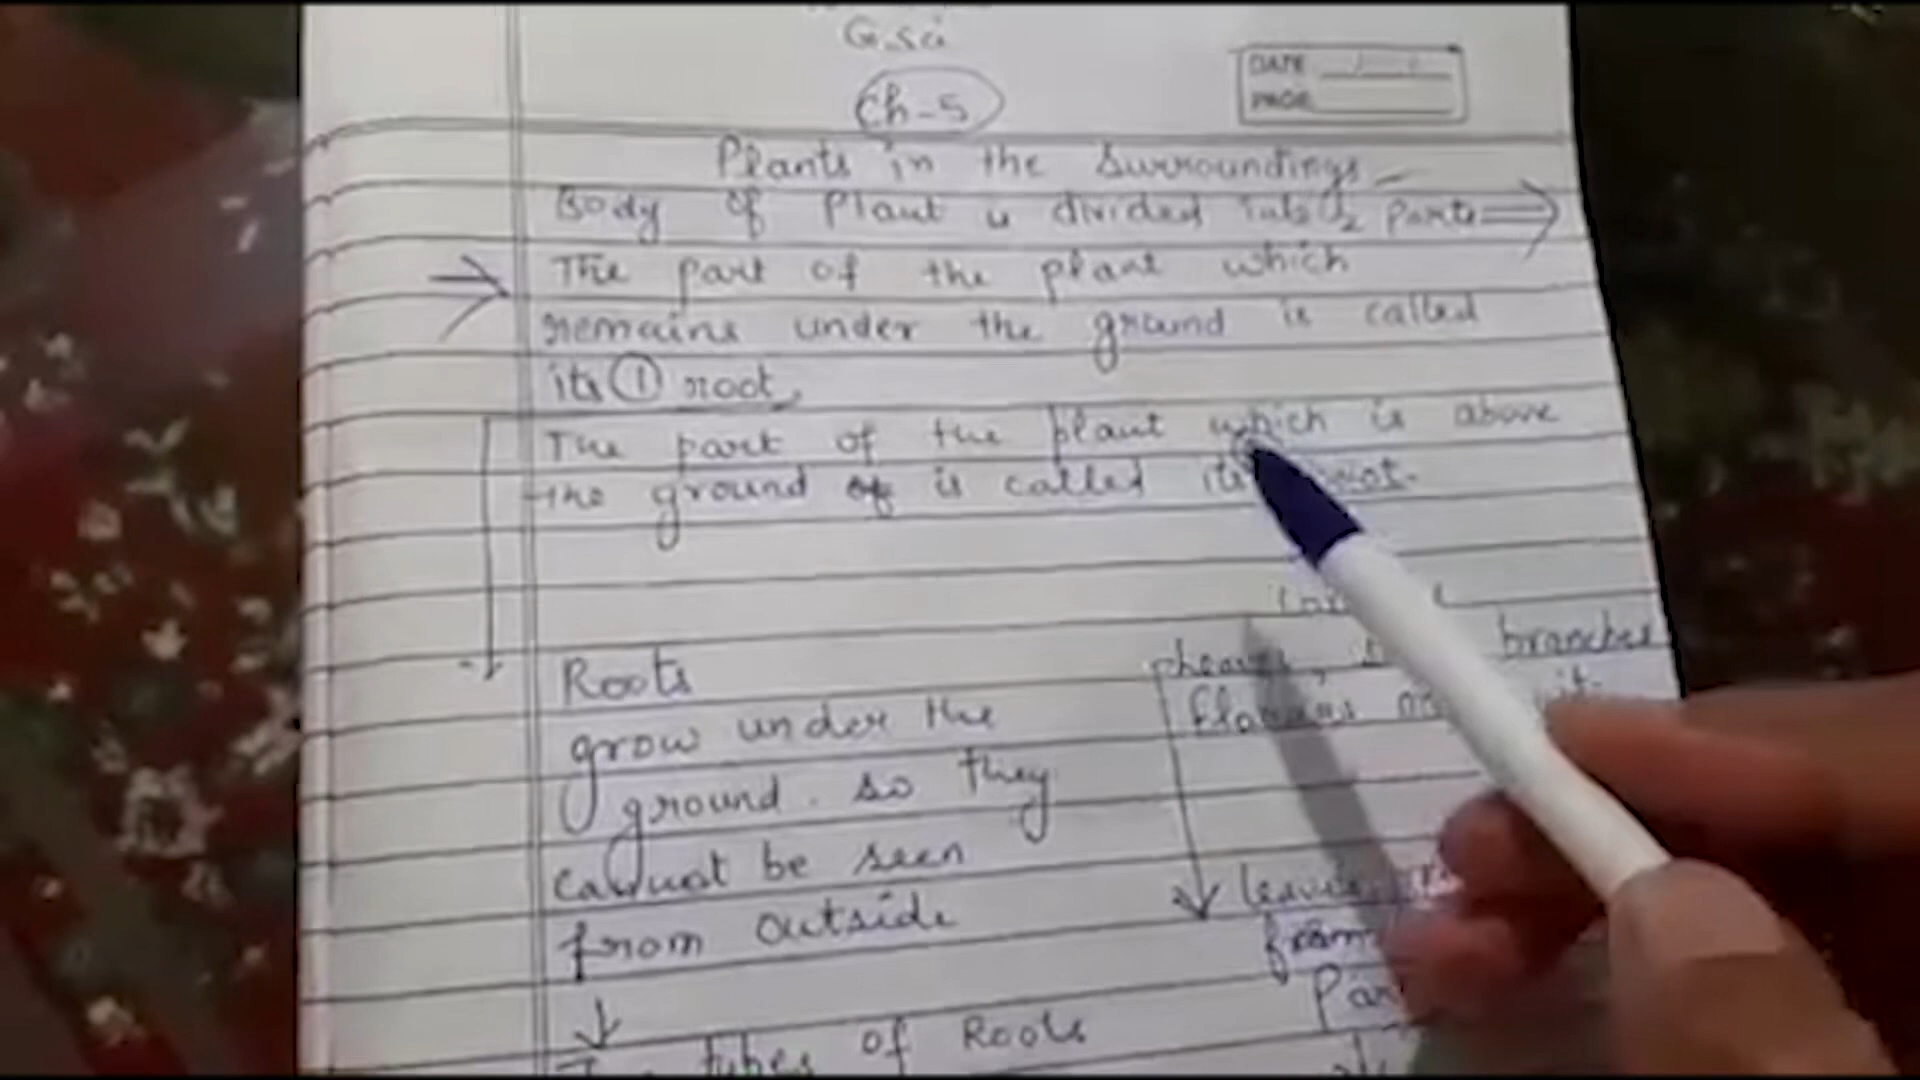 G.sci
Ch-5
DATE
PAGE
Plants in the surroundings
Body of Plant is divided into 2 parts
The part of the plant which
remains under the ground is called
its ① root.
The part of the plant which is above
the ground is called its
Roots
grow under the
ground. so they
cannot be seen
from outside
branches
leaves
from
types of Roots